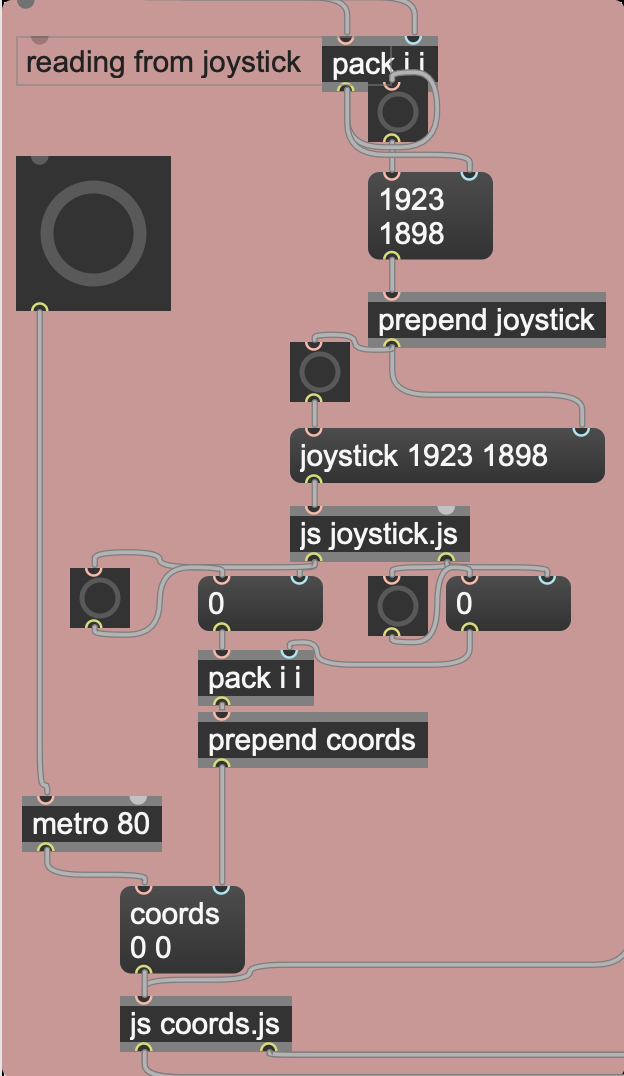 reading from joystick
pack i i
1923
1898
prepend joystick
joystick 1923 1898
js joystick.js
0
0
pack i i
prepend coords
metro 80
coords
0 0
js coords.js